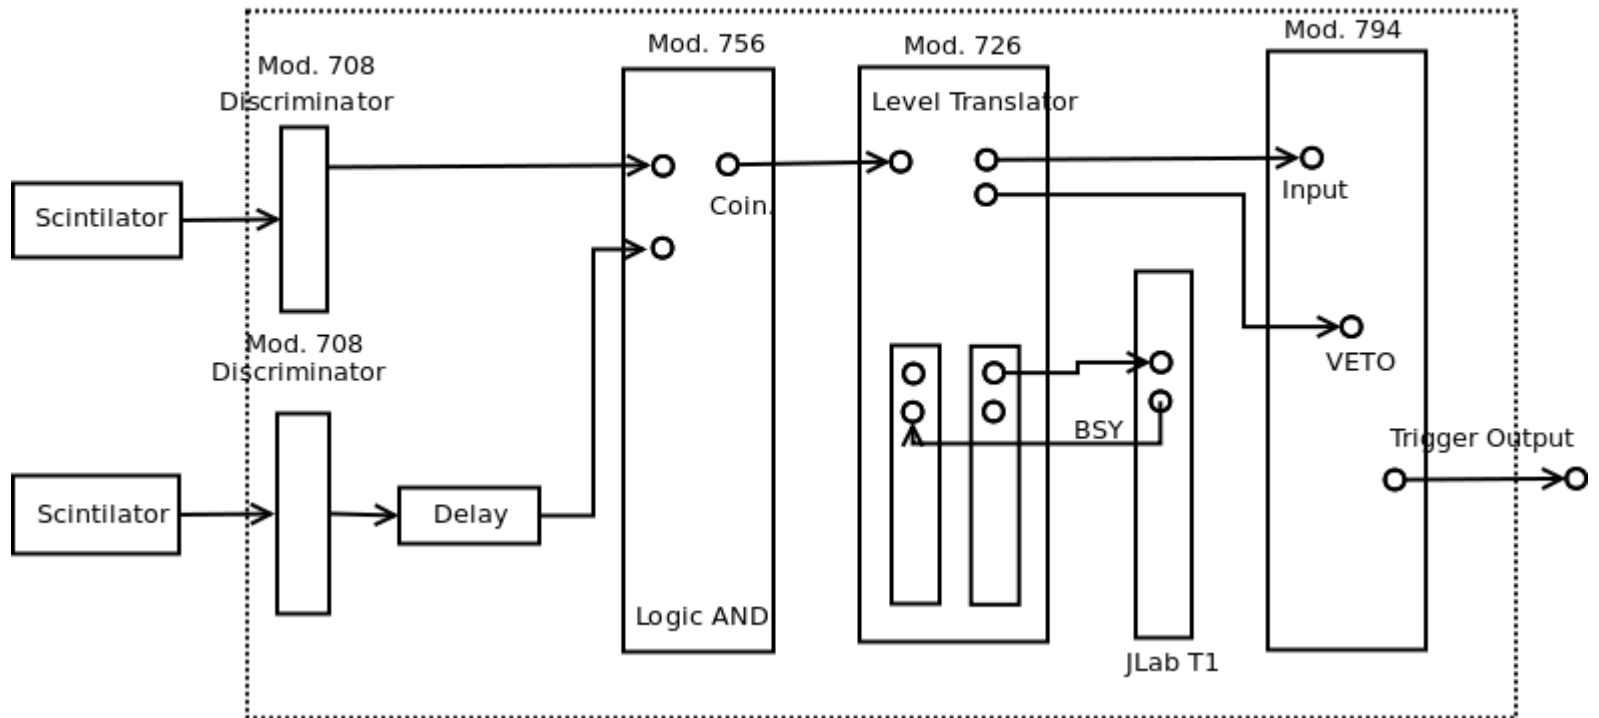 Mod. 708
Discriminator
Mod. 756
Mod. 726
Mod. 794
Level Translator
Scintilator
Coin.
Input
Mod. 708
Discriminator
VETO
BSY
Trigger Output
Scintilator
Delay
Logic AND
JLab T1